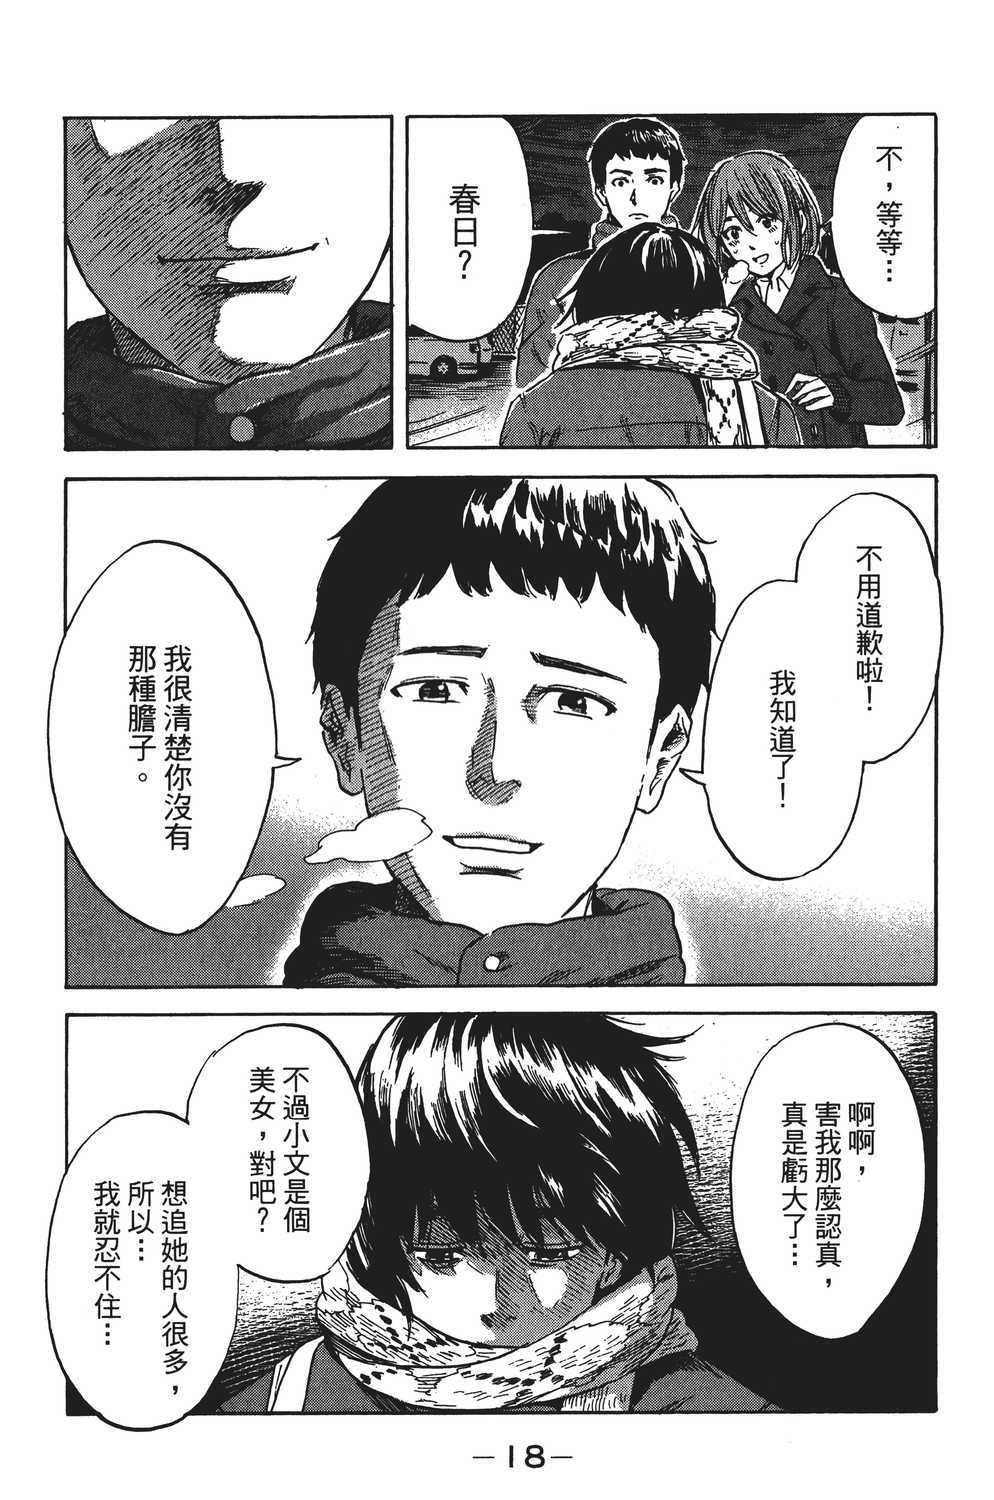 不，等等…
春日？
不用道歉啦！
我知道了！
我很清楚你沒有
那種膽子。
啊啊，
害我那麼認真，
真是虧大了…
不過小文是個
美女，對吧？
想追她的人很多，
所以…
我就忍不住…
—18—